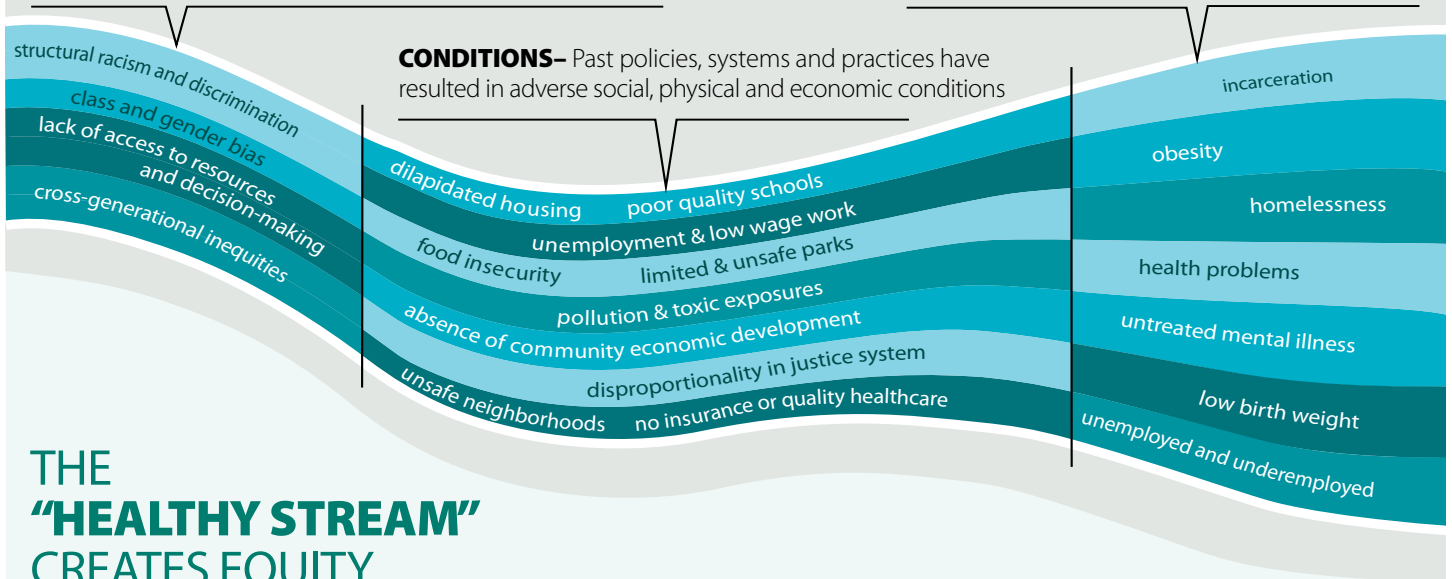 structural racism and discrimination
class and gender bias
lack of access to resources
and decision-making
cross-generational inequities
CONDITIONS– Past policies, systems and practices have
resulted in adverse social, physical and economic conditions
dilapidated housing
poor quality schools
unemployment & low wage work
food insecurity
limited & unsafe parks
pollution & toxic exposures
absence of community economic development
disproportionality in justice system
unsafe neighborhoods
no insurance or quality healthcare
incarceration
obesity
homelessness
health problems
untreated mental illness
low birth weight
unemployed and underemployed
THE
“HEALTHY STREAM”
CREATES EQUITY